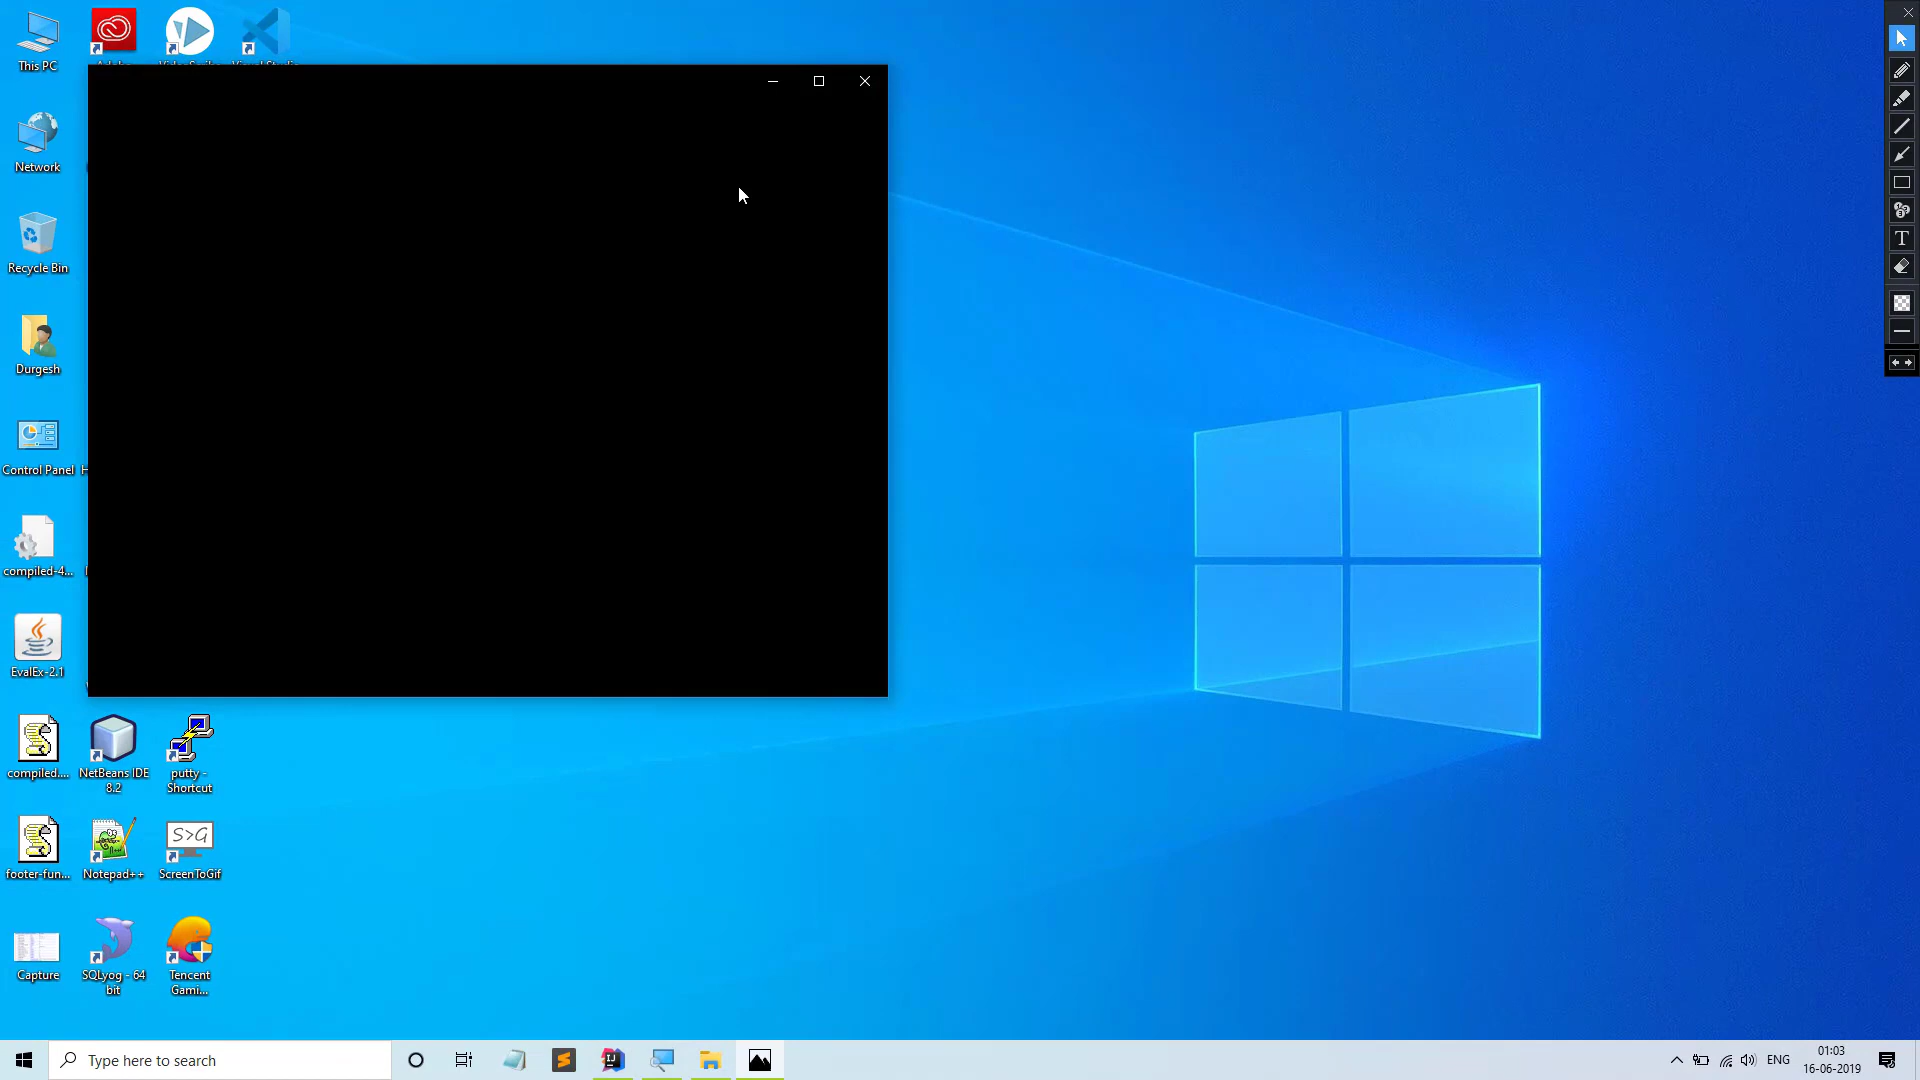 This PC
Network
Recycle Bin
Durgesh
Control Panel
compiled-4...
EvalEx-2.1
compiled....
NetBeans IDE
8.2
putty -
Shortcut
footer-fun...
Notepad++
S>G
ScreenToGif
Capture
SQLyog - 64
bit
Tencent
Gami...
T
Type here to search
ENG
01:03
16-06-2019